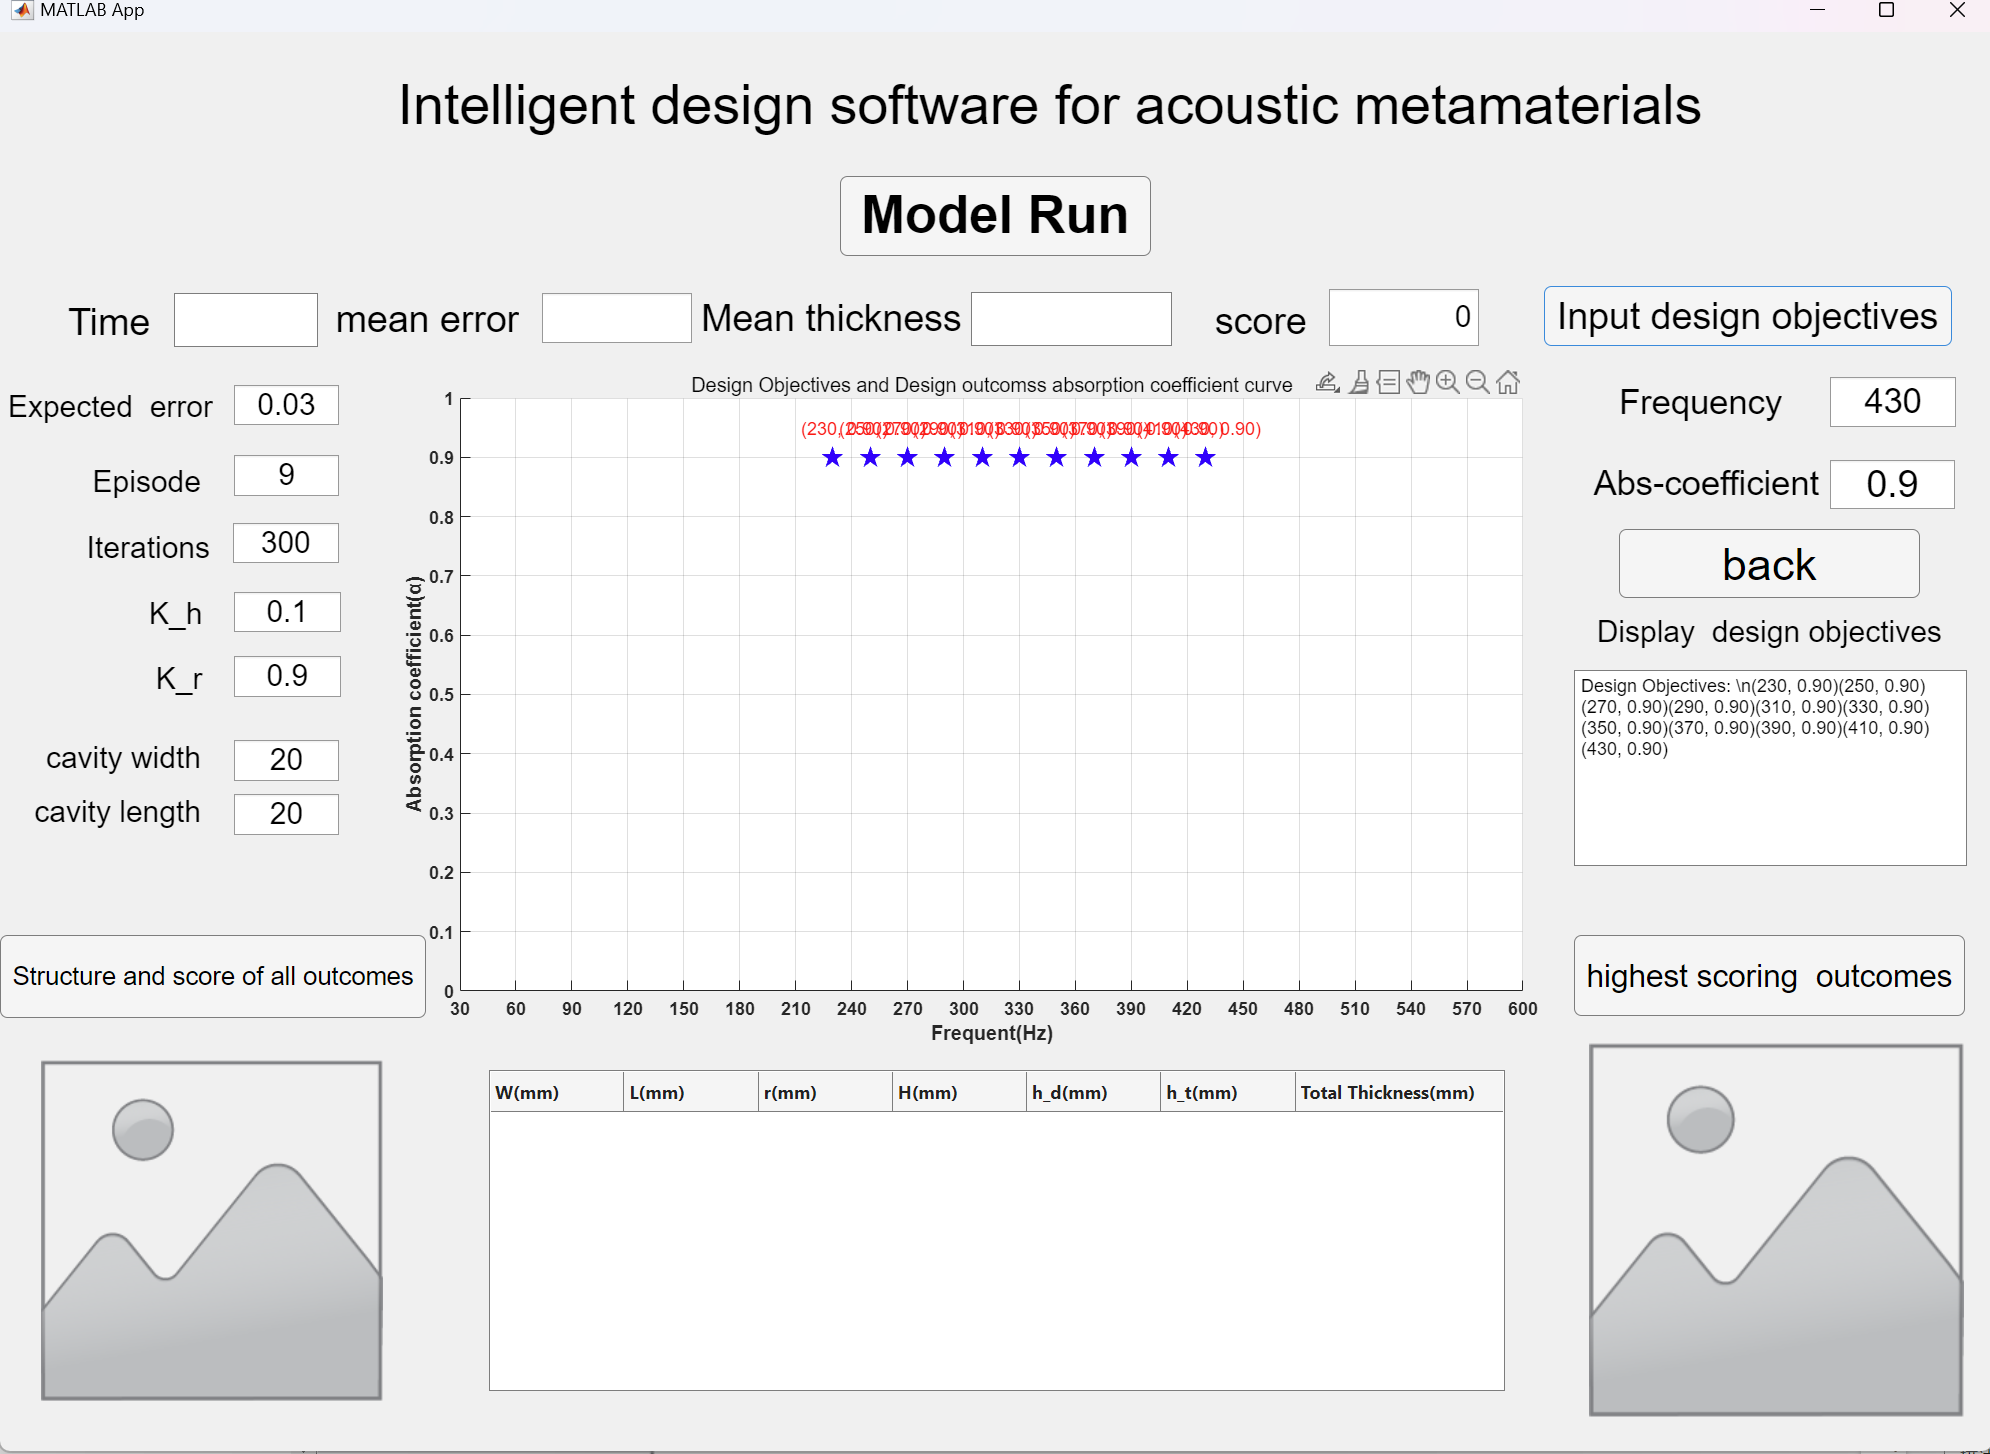 MATLAB App
Intelligent design software for acoustic metamaterials
Model Run
Time
mean error
Mean thickness
score 0
Input design objectives
Expected error 0.03
Episode 9
Iterations 300
K_h 0.1
K_r 0.9
cavity width 20
cavity length 20
Structure and score of all outcomes
Design Objectives and Design outcomss absorption coefficient curve
Absorption coefficient(α)
1
0.9
0.8
0.7
0.6
0.5
0.4
0.3
0.2
0.1
0
30 60 90 120 150 180 210 240 270 300 330 360 390 420 450 480 510 540 570 600
Frequent(Hz)
Frequency 430
Abs-coefficient 0.9
back
Display design objectives
Design Objectives: \n(230, 0.90)(250, 0.90)
(270, 0.90)(290, 0.90)(310, 0.90)(330, 0.90)
(350, 0.90)(370, 0.90)(390, 0.90)(410, 0.90)
(430, 0.90)
highest scoring outcomes
W(mm) L(mm) r(mm) H(mm) h_d(mm) h_t(mm) Total Thickness(mm)